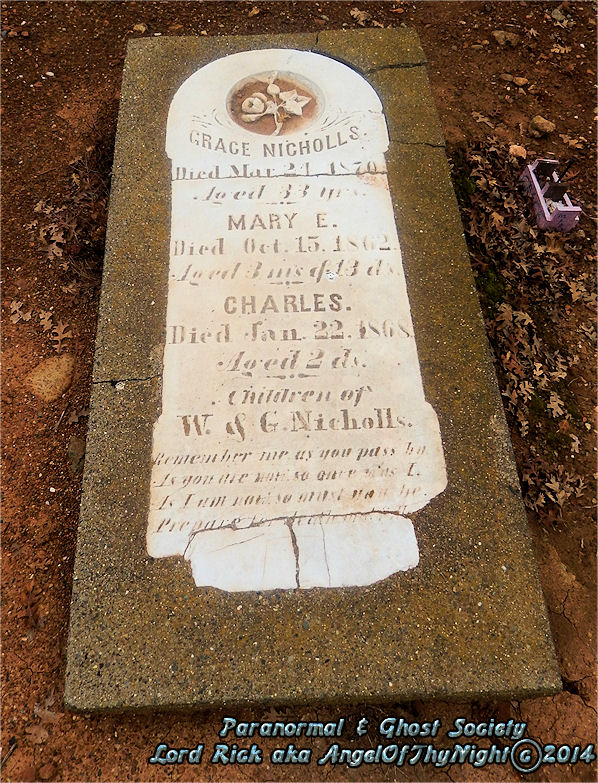 GRACE NICHOLLS.
Died Mar. 24. 1870.
Aged 33 yrs.
MARY E.
Died Oct. 15. 1862.
Aged 3 ms & 13 ds.
CHARLES.
Died Jan. 22. 1868.
Aged 2 ds.
Children of
W. & G. Nicholls.
Remember me as you pass by
As you are now, so once was I.
As I am now, so must you be
Prepare for death and
Paranormal & Ghost Society
Lord Rick aka AngelOfThyNight©2014